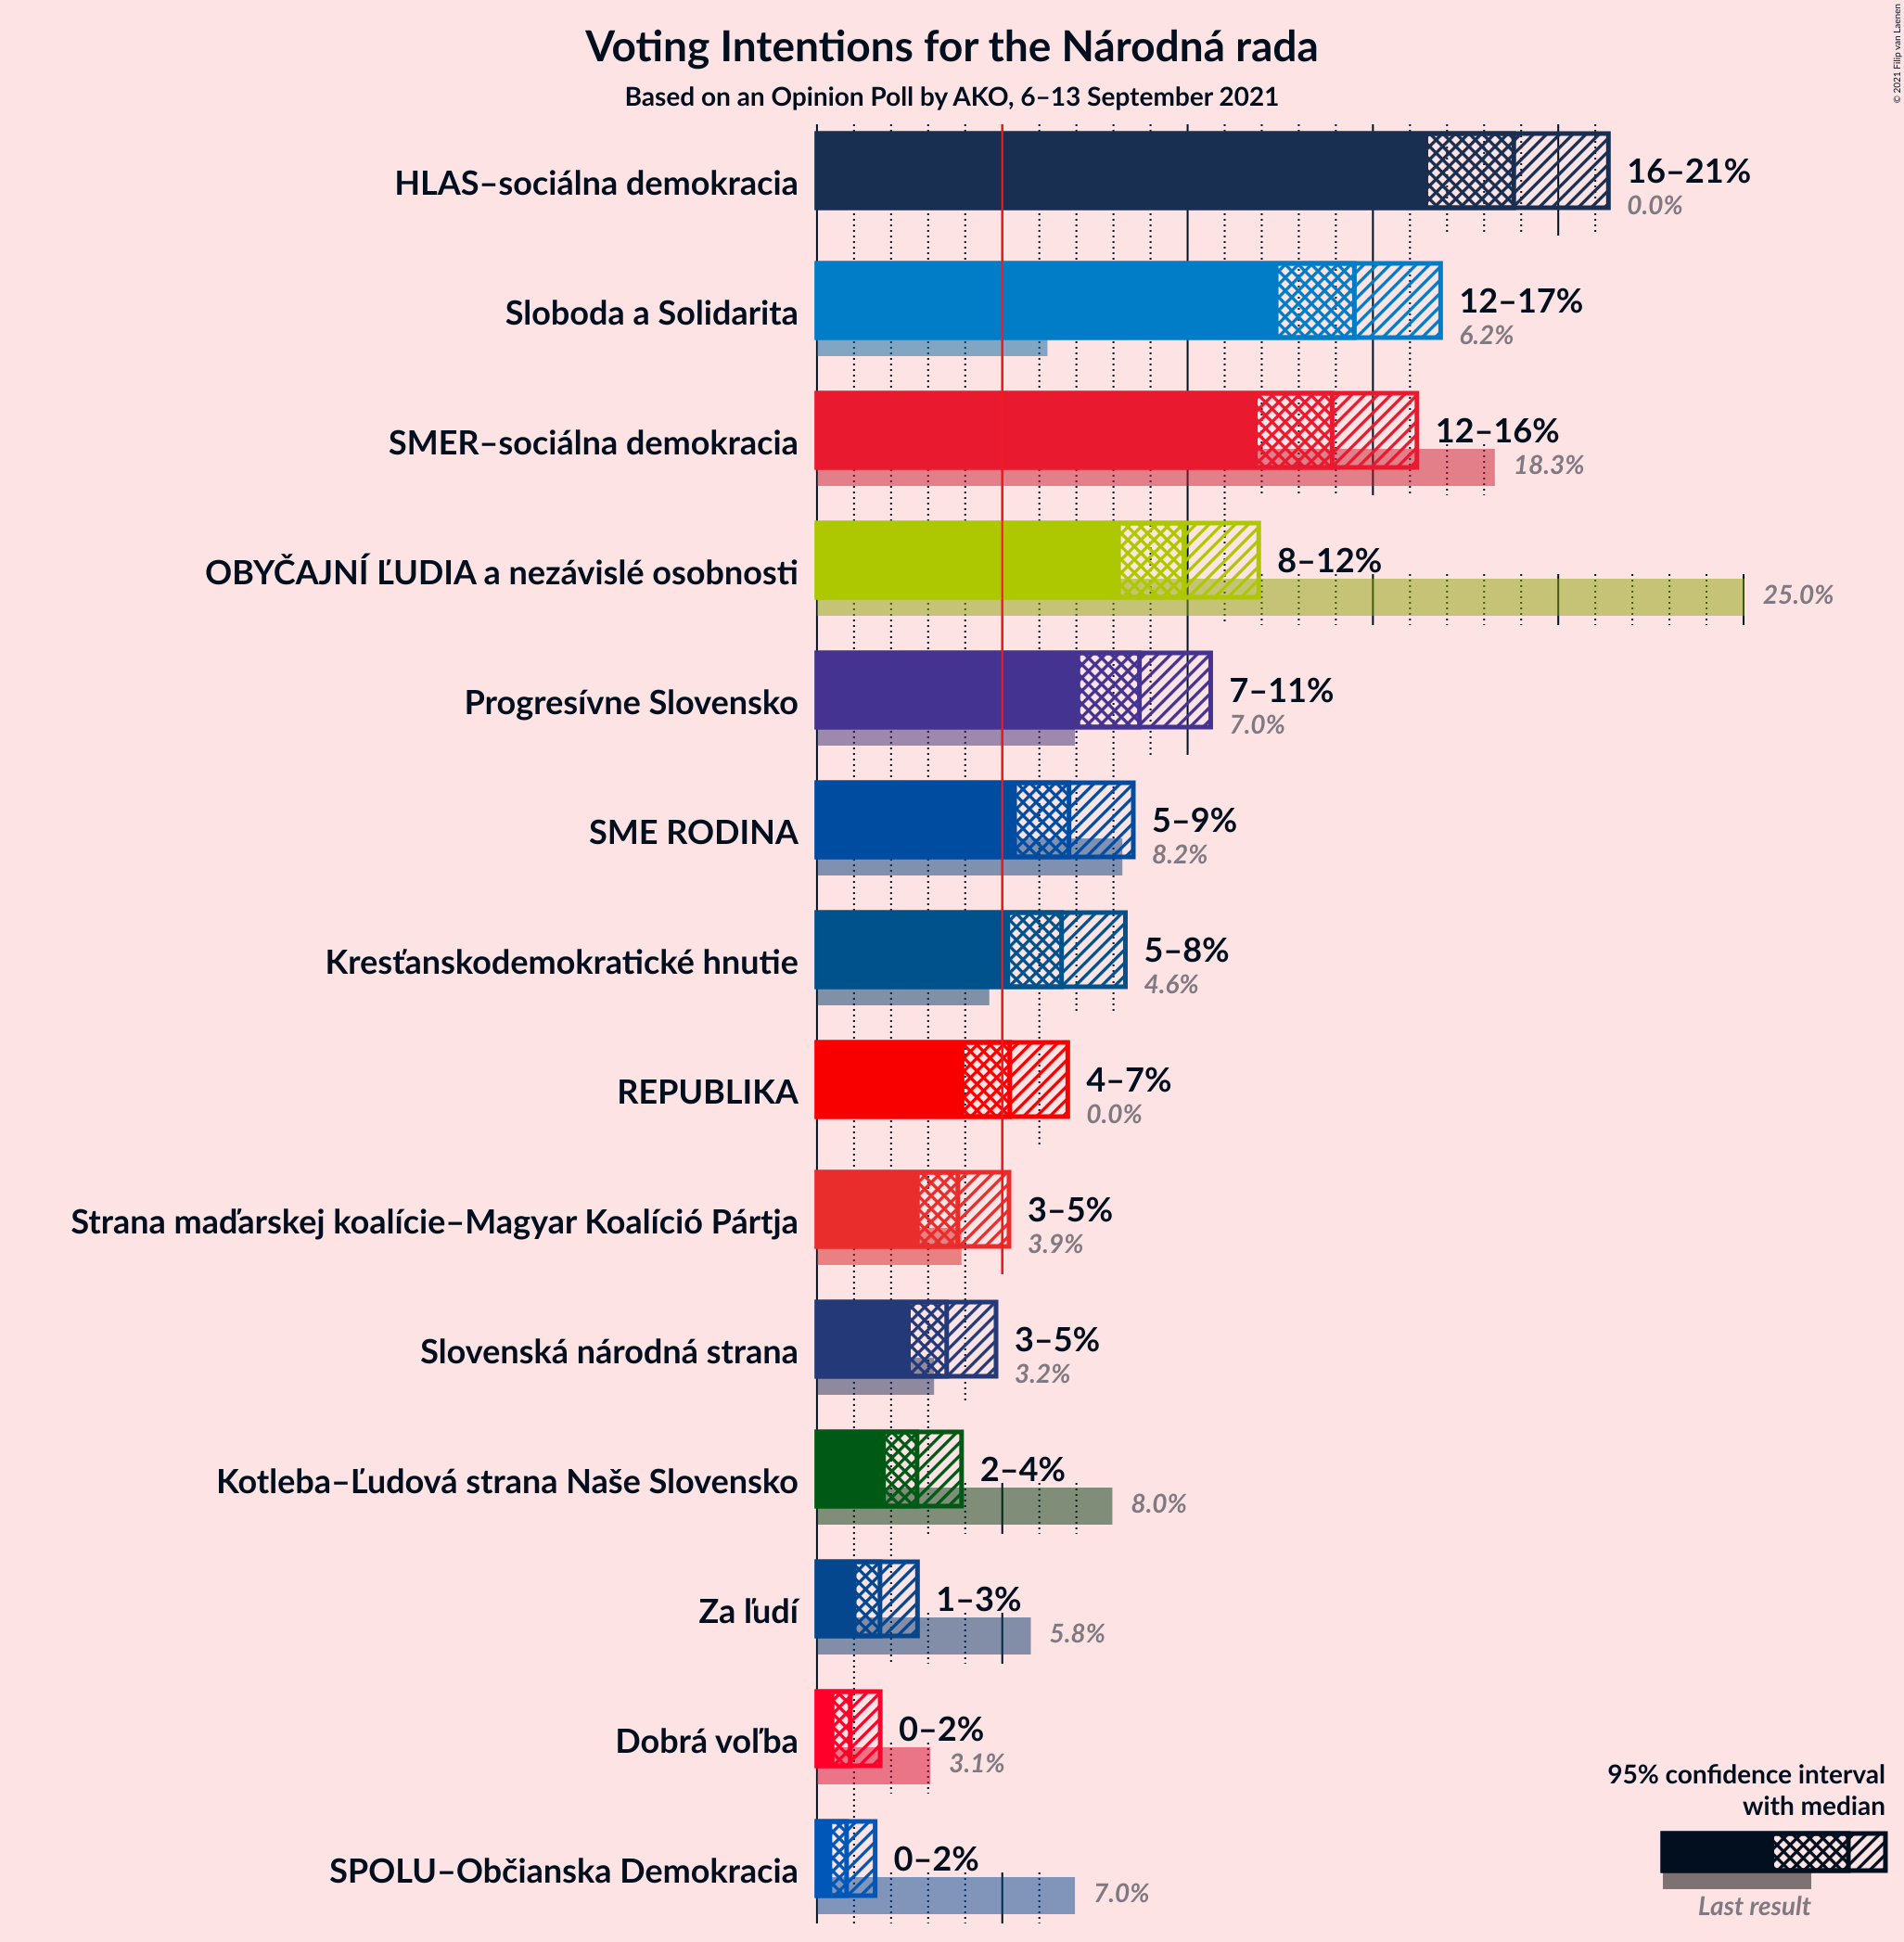 Voting Intentions for the Národná rada
Based on an Opinion Poll by AKO, 6–13 September 2021
© 2021 Filip van Laenen
HLAS–sociálna demokracia
16–21%
0.0%
Sloboda a Solidarita
12–17%
6.2%
SMER–sociálna demokracia
12–16%
18.3%
OBYČAJNÍ ĽUDIA a nezávislé osobnosti
8–12%
25.0%
Progresívne Slovensko
7–11%
7.0%
SME RODINA
5–9%
8.2%
Kresťanskodemokratické hnutie
5–8%
4.6%
REPUBLIKA
4–7%
0.0%
Strana maďarskej koalície–Magyar Koalíció Pártja
3–5%
3.9%
Slovenská národná strana
3–5%
3.2%
Kotleba–Ľudová strana Naše Slovensko
2–4%
8.0%
Za ľudí
1–3%
5.8%
Dobrá voľba
0–2%
3.1%
SPOLU–Občianska Demokracia
0–2%
7.0%
95% confidence interval
with median
Last result